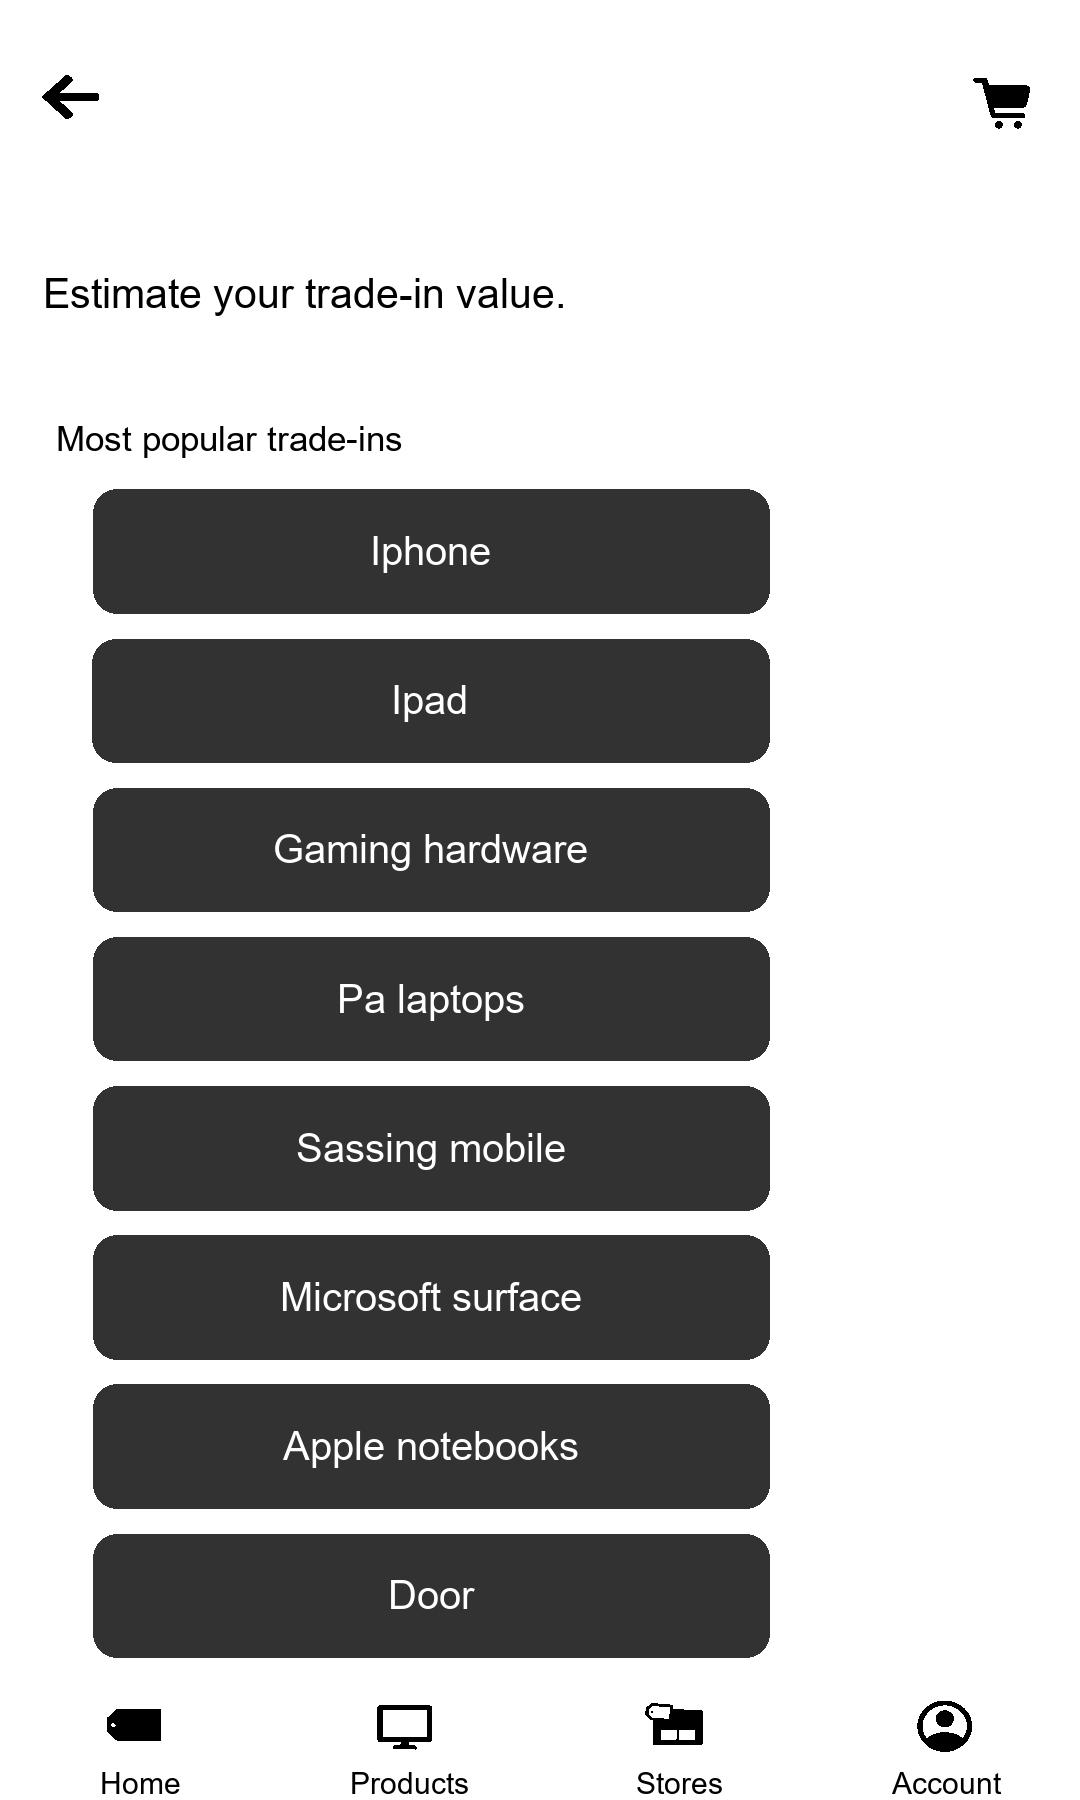 Estimate your trade-in value.
Most popular trade-ins
Iphone
Ipad
Gaming hardware
Pa laptops
Sassing mobile
Microsoft surface
Apple notebooks
Door
Home
Products
Stores
Account